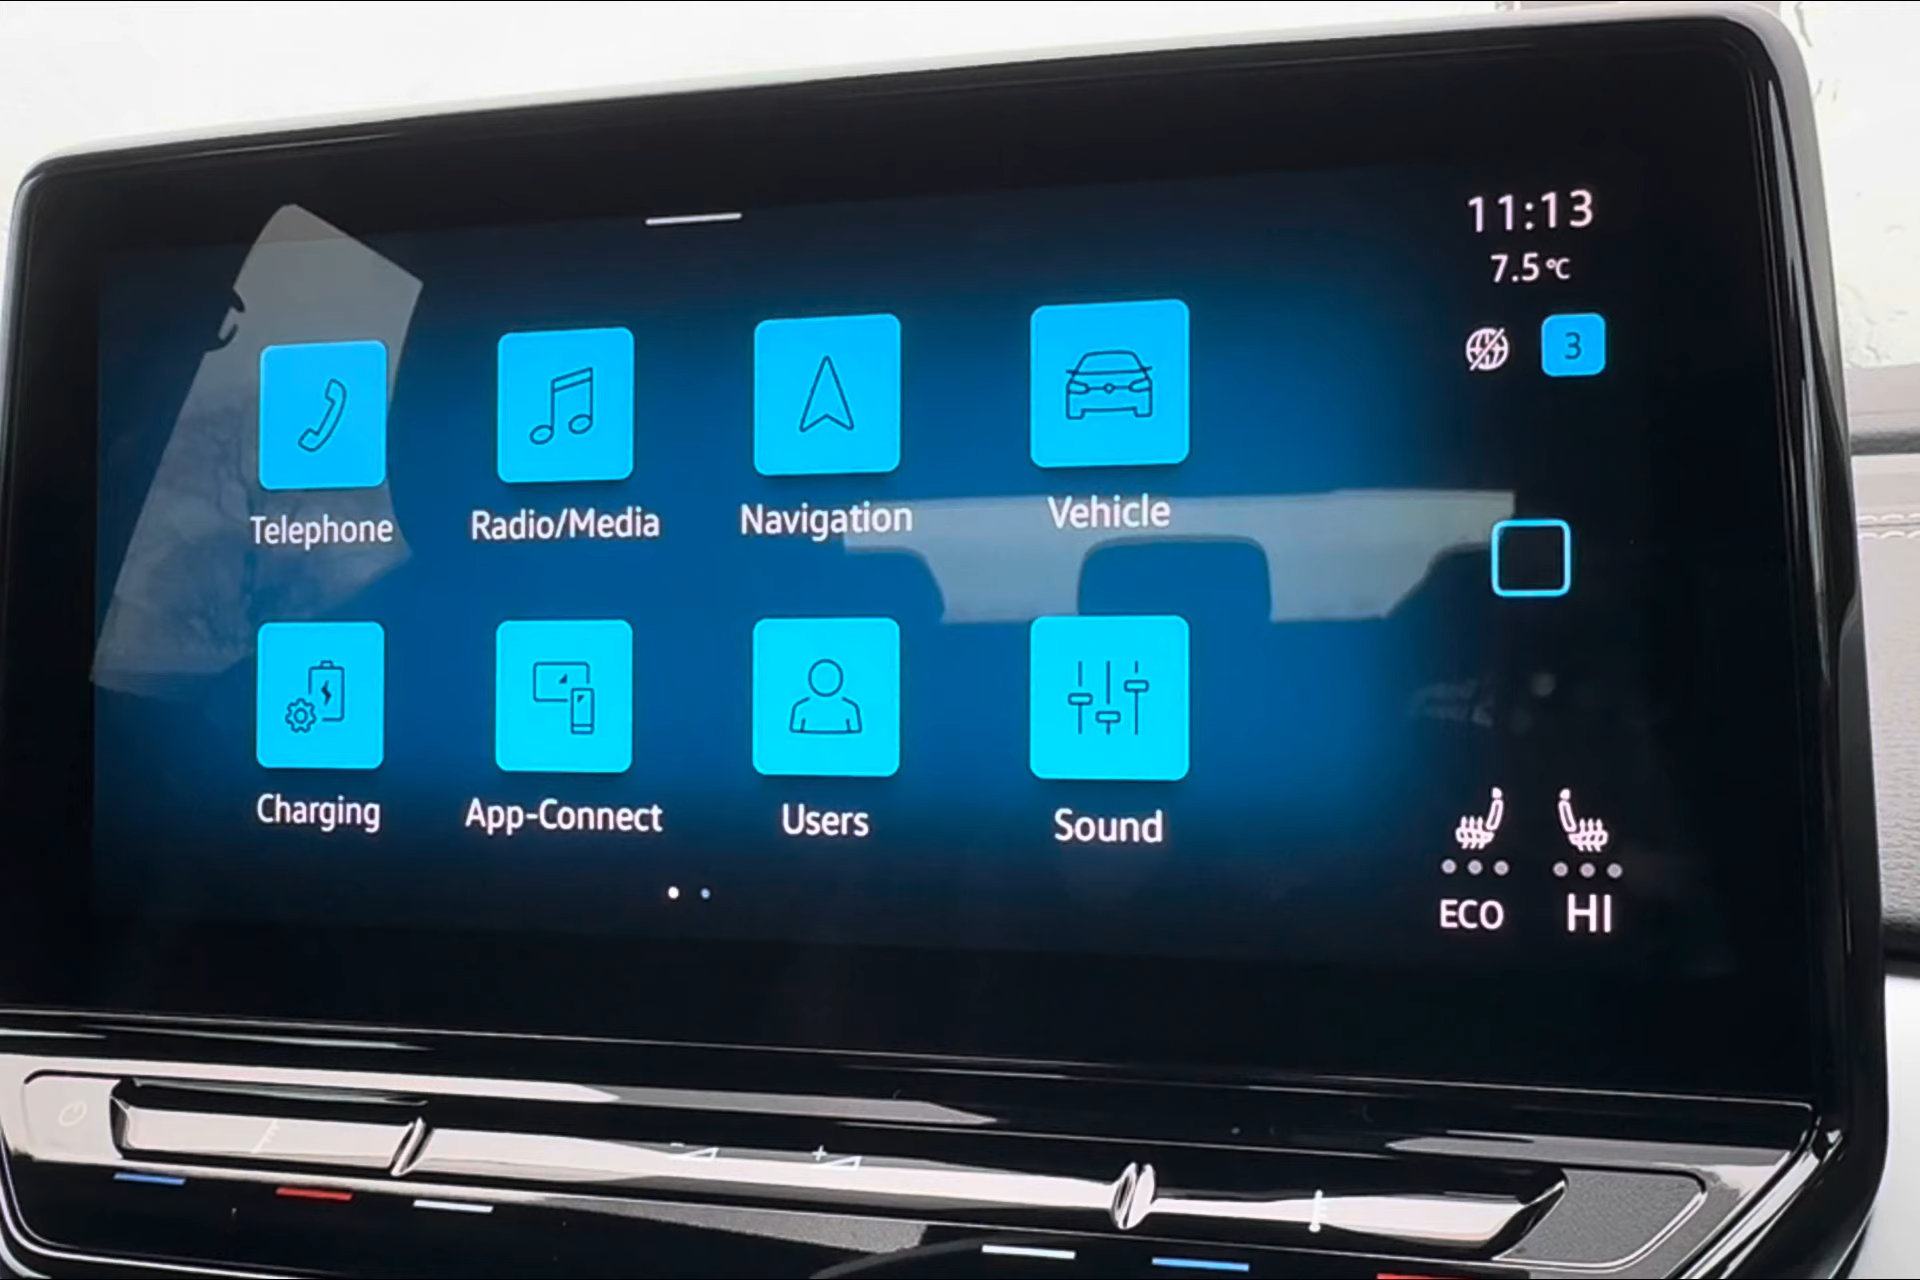 11:13
7.5°C
3
Telephone
Radio/Media
Navigation
Vehicle
Charging
App-Connect
Users
Sound
ECO
HI